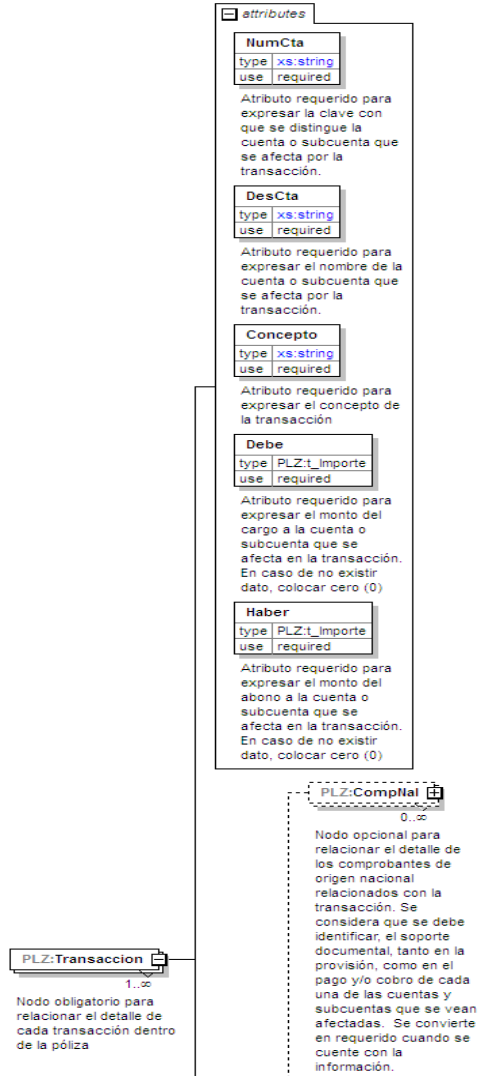 attributes
NumCta
type xs:string
use required
Atributo requerido para
expresar la clave con
que se distingue la
cuenta o subcuenta que
se afecta por la
transacción.
DesCta
type xs:string
use required
Atributo requerido para
expresar el nombre de la
cuenta o subcuenta que
se afecta por la
transacción.
Concepto
type xs:string
use required
Atributo requerido para
expresar el concepto de
la transacción
Debe
type PLZ:t_Importe
use required
Atributo requerido para
expresar el monto del
cargo a la cuenta o
subcuenta que se
afecta en la transacción.
En caso de no existir
dato, colocar cero (0)
Haber
type PLZ:t_Importe
use required
Atributo requerido para
expresar el monto del
abono a la cuenta o
subcuenta que se
afecta en la transacción.
En caso de no existir
dato, colocar cero (0)
PLZ:CompNal
0..∞
Nodo opcional para
relacionar el detalle de
los comprobantes de
origen nacional
relacionados con la
transacción. Se
considera que se debe
identificar, el soporte
documental, tanto en la
provisión, como en el
pago y/o cobro de cada
una de las cuentas y
subcuentas que se vean
afectadas. Se convierte
en requerido cuando se
cuente con la
información.
PLZ:Transaccion
1..∞
Nodo obligatorio para
relacionar el detalle de
cada transacción dentro
de la póliza